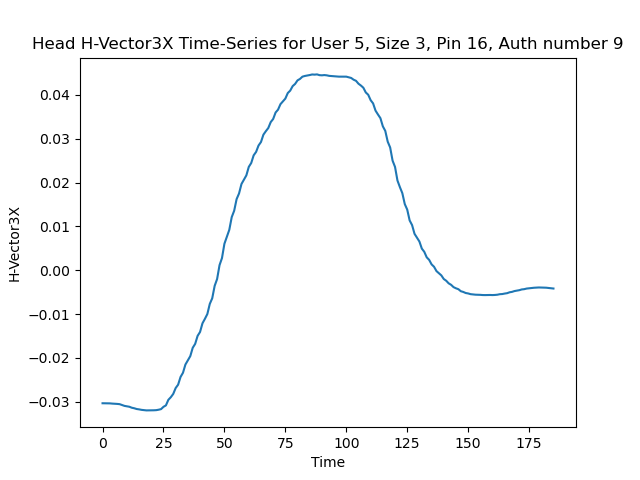 Head H-Vector3X Time-Series for User 5, Size 3, Pin 16, Auth number 9
H-Vector3X
0.04
0.03
0.02
0.01
0.00
−0.01
−0.02
−0.03
0 25 50 75 100 125 150 175
Time